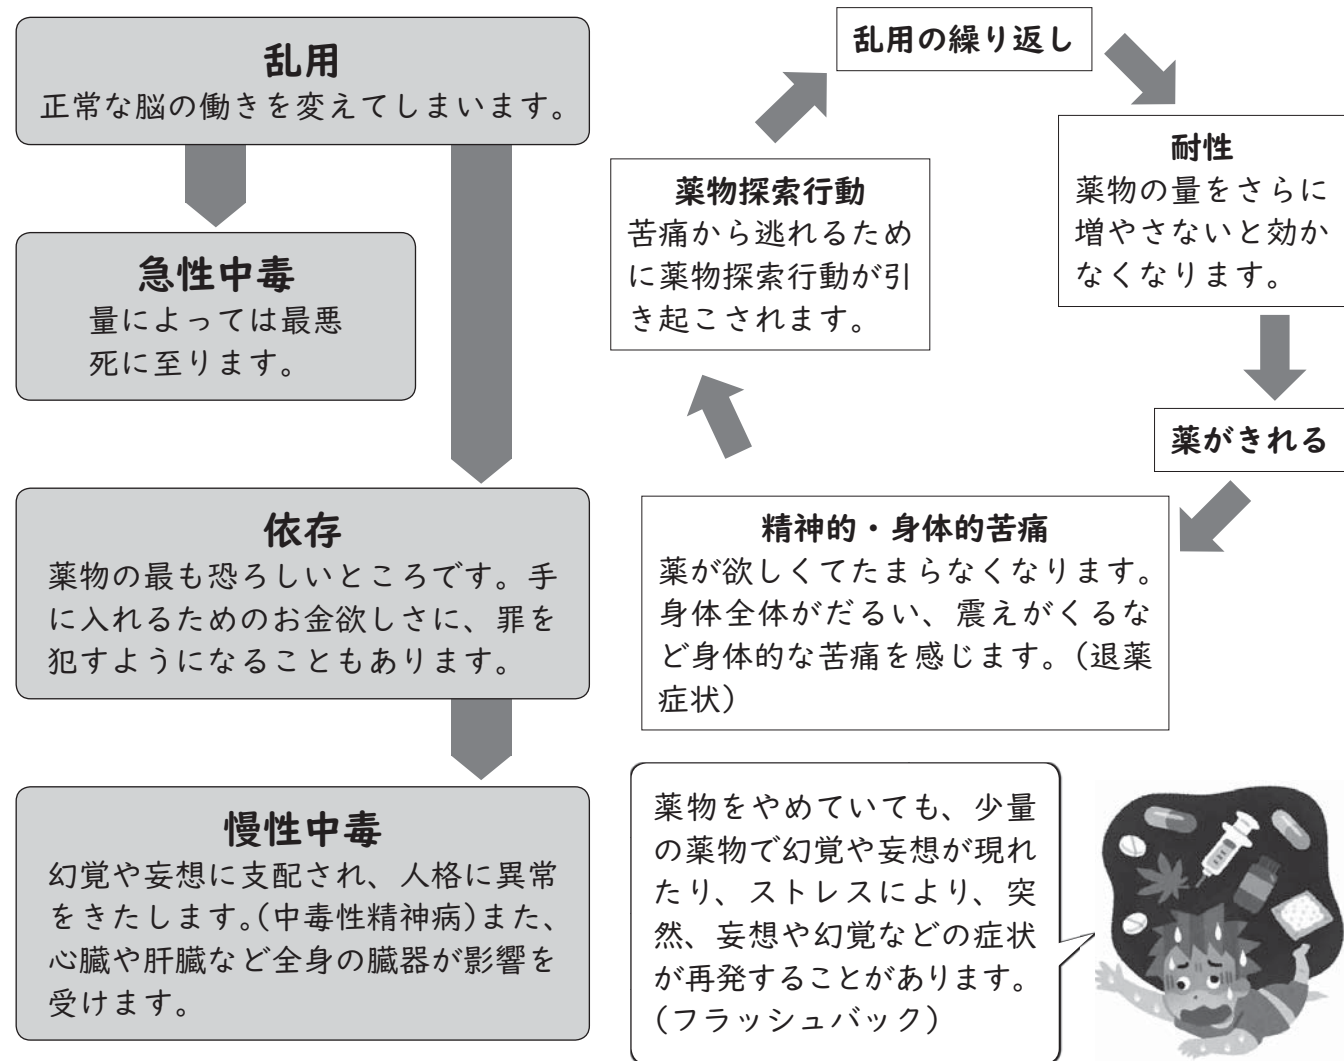 乱用
正常な脳の働きを変えてしまいます。
急性中毒
量によっては最悪
死に至ります。
依存
薬物の最も恐ろしいところです。手
に入れるためのお金欲しさに、罪を
犯すようになることもあります。
慢性中毒
幻覚や妄想に支配され、人格に異常
をきたします。(中毒性精神病)また、
心臓や肝臓など全身の臓器が影響を
受けます。
乱用の繰り返し
耐性
薬物の量をさらに
増やさないと効か
なくなります。
薬がきれる
精神的・身体的苦痛
薬が欲しくてたまらなくなります。
身体全体がだるい、震えがくるな
ど身体的な苦痛を感じます。(退薬
症状)
薬物探索行動
苦痛から逃れるため
に薬物探索行動が引
き起こされます。
薬物をやめていても、少量
の薬物で幻覚や妄想が現れ
たり、ストレスにより、突
然、妄想や幻覚などの症状
が再発することがあります。
(フラッシュバック)